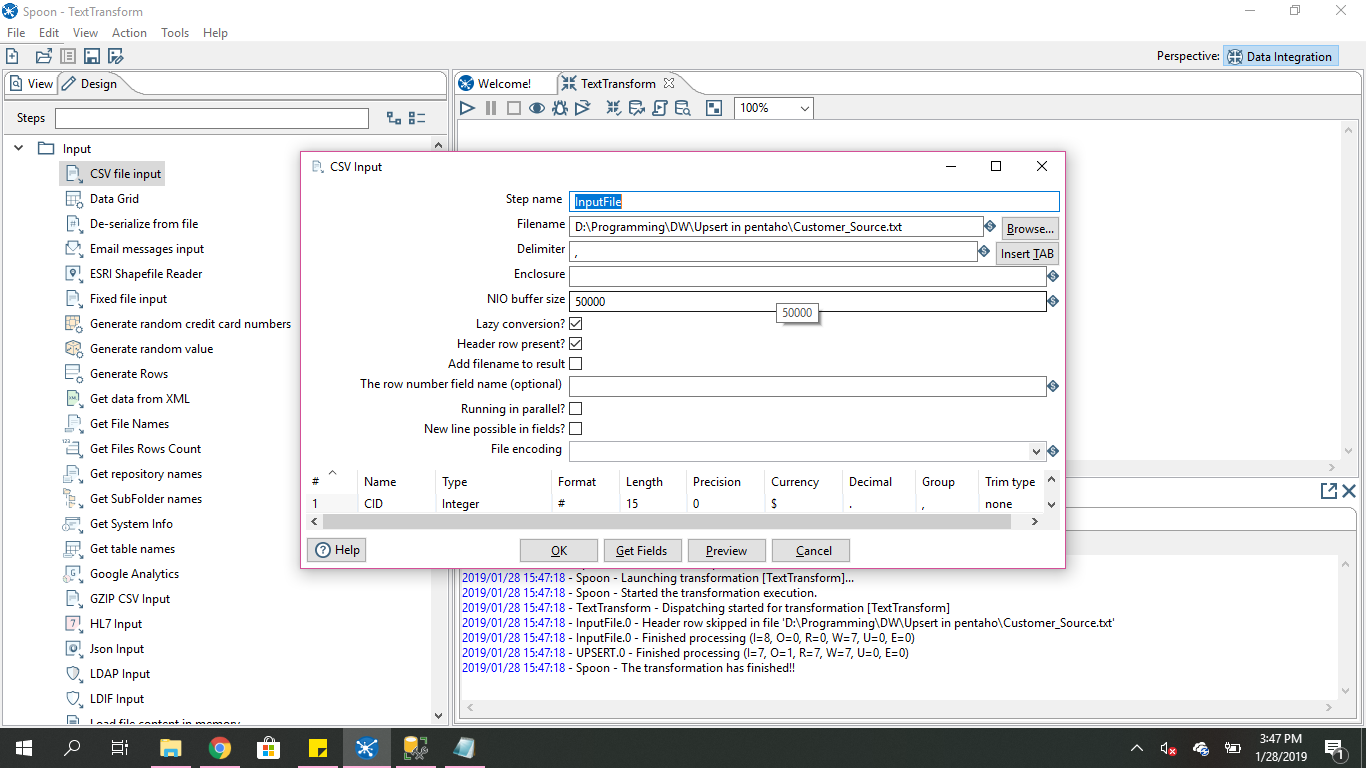 Spoon - TextTransform
File Edit View Action Tools Help
Perspective: Data Integration
View Design
Welcome! TextTransform
Steps
100%
Input
CSV file input
Data Grid
De-serialize from file
Email messages input
ESRI Shapefile Reader
Fixed file input
Generate random credit card numbers
Generate random value
Generate Rows
Get data from XML
Get File Names
Get Files Rows Count
Get repository names
Get SubFolder names
Get System Info
Get table names
Google Analytics
GZIP CSV Input
HL7 Input
Json Input
LDAP Input
LDIF Input
Load file content in memory
CSV Input
Step name InputFile
Filename D:\Programming\DW\Upsert in pentaho\Customer_Source.txt Browse...
Delimiter , Insert TAB
Enclosure
NIO buffer size 50000
50000
Lazy conversion?
Header row present?
Add filename to result
The row number field name (optional)
Running in parallel?
New line possible in fields?
File encoding
# Name Type Format Length Precision Currency Decimal Group Trim type
1 CID Integer # 15 0 $ . , none
Help OK Get Fields Preview Cancel
2019/01/28 15:47:18 - Spoon - Launching transformation [TextTransform]...
2019/01/28 15:47:18 - Spoon - Started the transformation execution.
2019/01/28 15:47:18 - TextTransform - Dispatching started for transformation [TextTransform]
2019/01/28 15:47:18 - InputFile.0 - Header row skipped in file 'D:\Programming\DW\Upsert in pentaho\Customer_Source.txt'
2019/01/28 15:47:18 - InputFile.0 - Finished processing (I=8, O=0, R=0, W=7, U=0, E=0)
2019/01/28 15:47:18 - UPSERT.0 - Finished processing (I=7, O=1, R=7, W=7, U=0, E=0)
2019/01/28 15:47:18 - Spoon - The transformation has finished!!
3:47 PM
1/28/2019
1